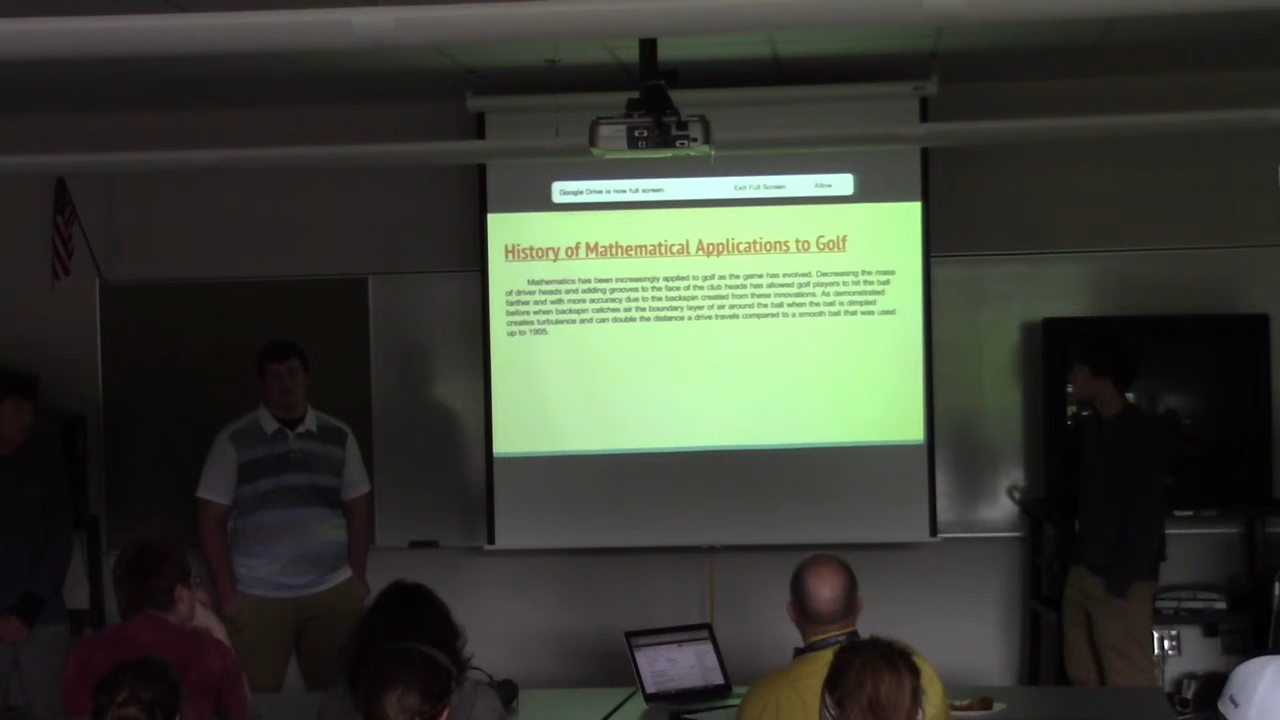 Google Drive is now full screen. Exit Full Screen Allow
History of Mathematical Applications to Golf
Mathematics has been increasingly applied to golf as the game has evolved. Decreasing the mass
of driver heads and adding grooves to the face of the club heads has allowed golf players to hit the ball
farther and with more accuracy due to the backspin created from these innovations. As demonstrated
before when backspin catches air the boundary layer of air around the ball when the ball is dimpled
creates turbulance and can double the distance a drive travels compared to a smooth ball that was used
up to 1905.